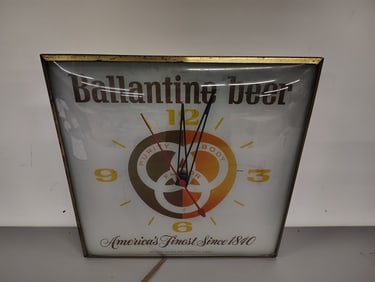 Ballantine beer
12
PURITY BODY
9 3
6
America's Finest Since 1840